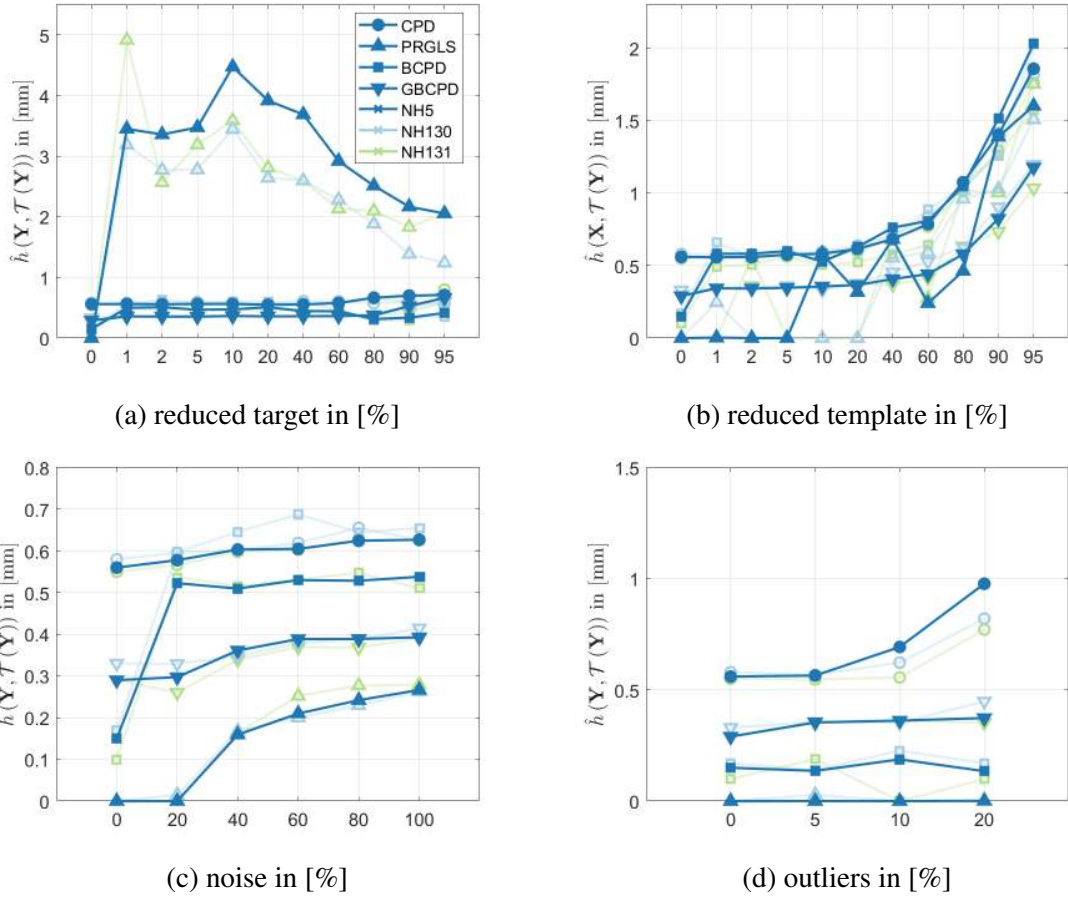 5
4
3
2
1
0
ĥ (Y, 𝒯 (Y)) in [mm]
CPD
PRGLS
BCPD
GBCPD
NH5
NH130
NH131
0 1 2 5 10 20 40 60 80 90 95
(a) reduced target in [%]
2
1.5
1
0.5
0
ĥ (X, 𝒯 (Y)) in [mm]
0 1 2 5 10 20 40 60 80 90 95
(b) reduced template in [%]
0.8
0.7
0.6
0.5
0.4
0.3
0.2
0.1
0
ĥ (Y, 𝒯 (Y)) in [mm]
0 20 40 60 80 100
(c) noise in [%]
1.5
1
0.5
0
ĥ (Y, 𝒯 (Y)) in [mm]
0 5 10 20
(d) outliers in [%]